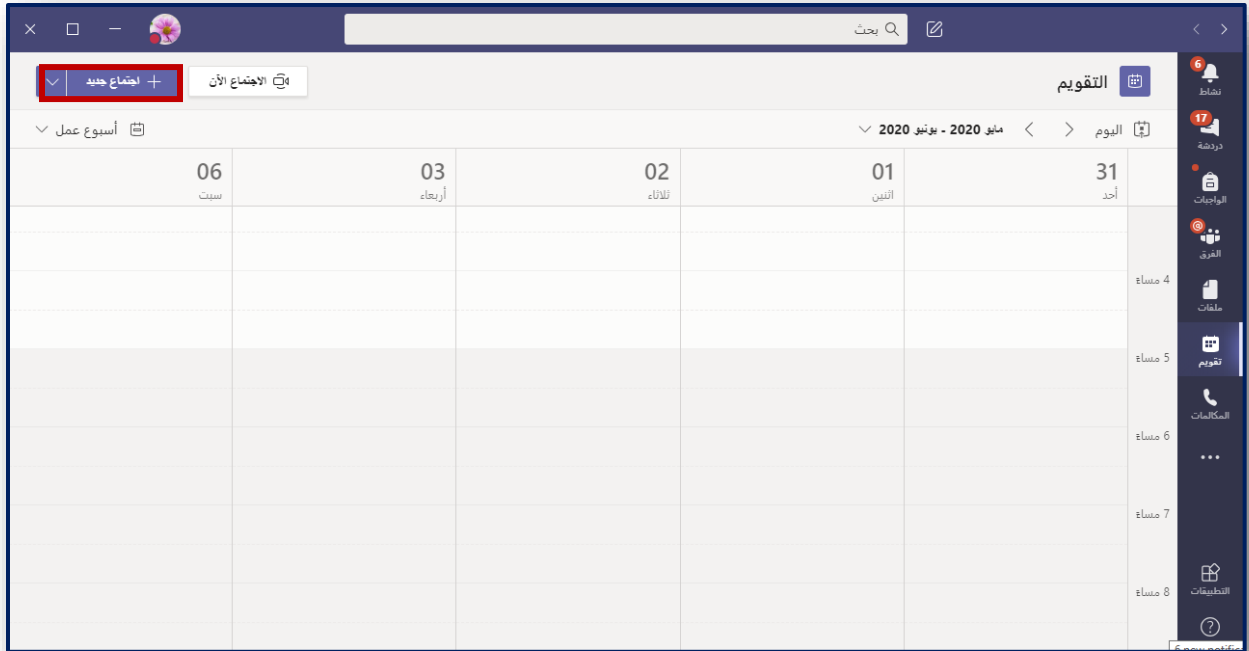 بحث
6
نشاط
17
دردشة
الواجبات
@
الفرق
ملفات
تقويم
المكالمات
التطبيقات
التقويم
الاجتماع الآن
اجتماع جديد
اليوم
مايو 2020 - يونيو 2020
أسبوع عمل
31
أحد
01
اثنين
02
ثلاثاء
03
أربعاء
06
سبت
4 مساءً
5 مساءً
6 مساءً
7 مساءً
8 مساءً